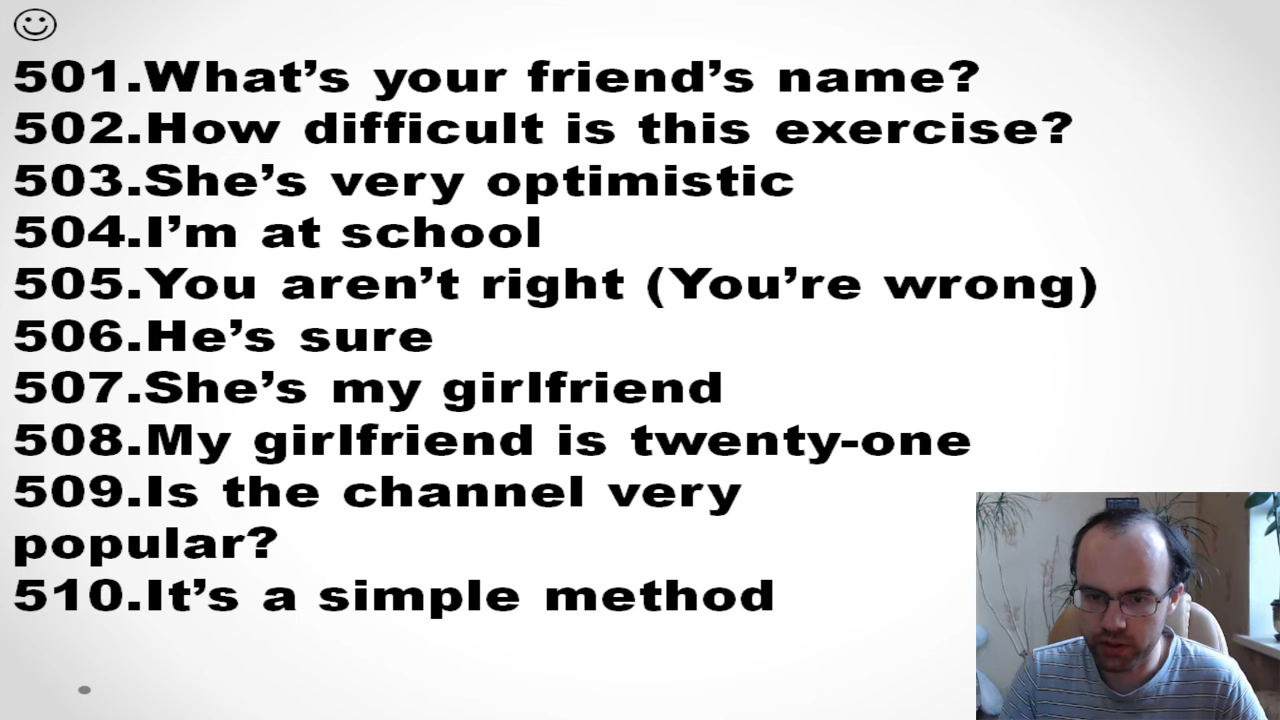 501.What’s your friend’s name?
502.How difficult is this exercise?
503.She’s very optimistic
504.I’m at school
505.You aren’t right (You’re wrong)
506.He’s sure
507.She’s my girlfriend
508.My girlfriend is twenty-one
509.Is the channel very
popular?
510.It’s a simple method